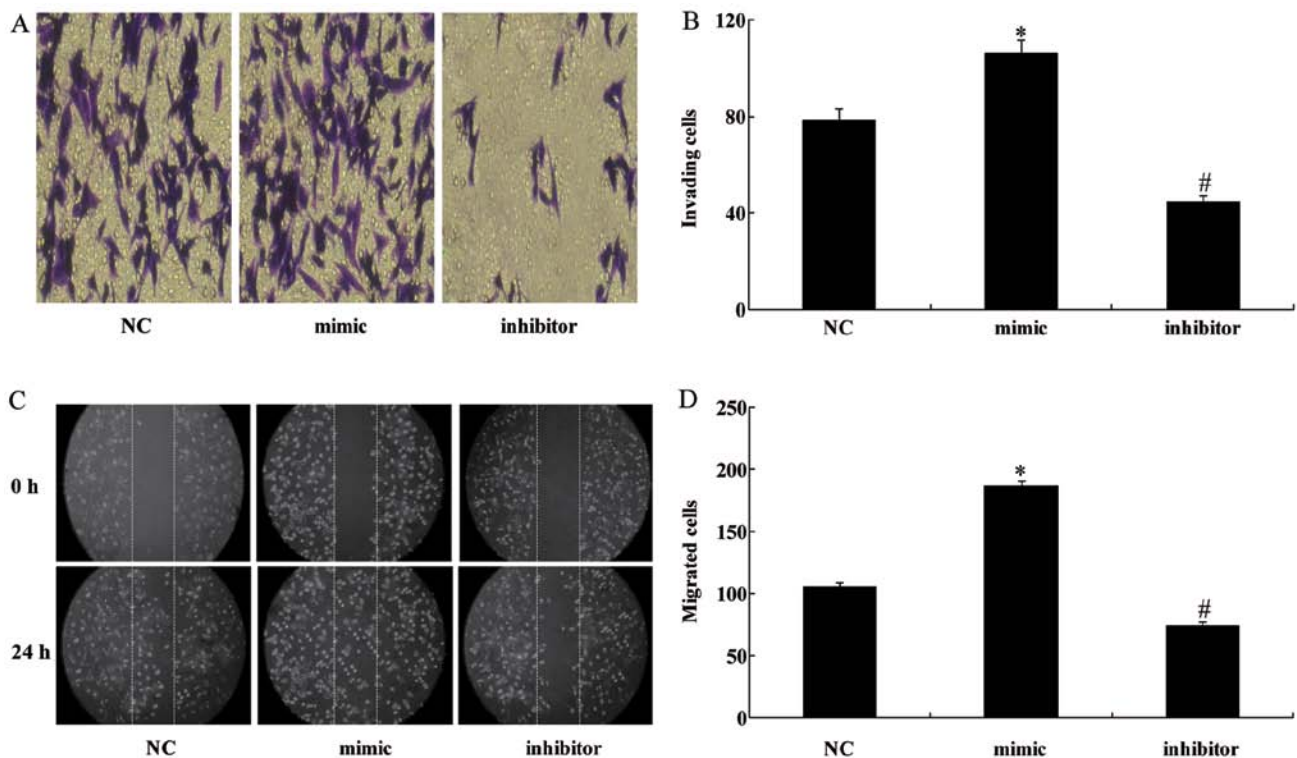 A
NC
mimic
inhibitor
B
Invading cells
120
80
40
0
*
#
NC
mimic
inhibitor
C
0 h
24 h
NC
mimic
inhibitor
D
Migrated cells
250
200
150
100
50
0
*
#
NC
mimic
inhibitor